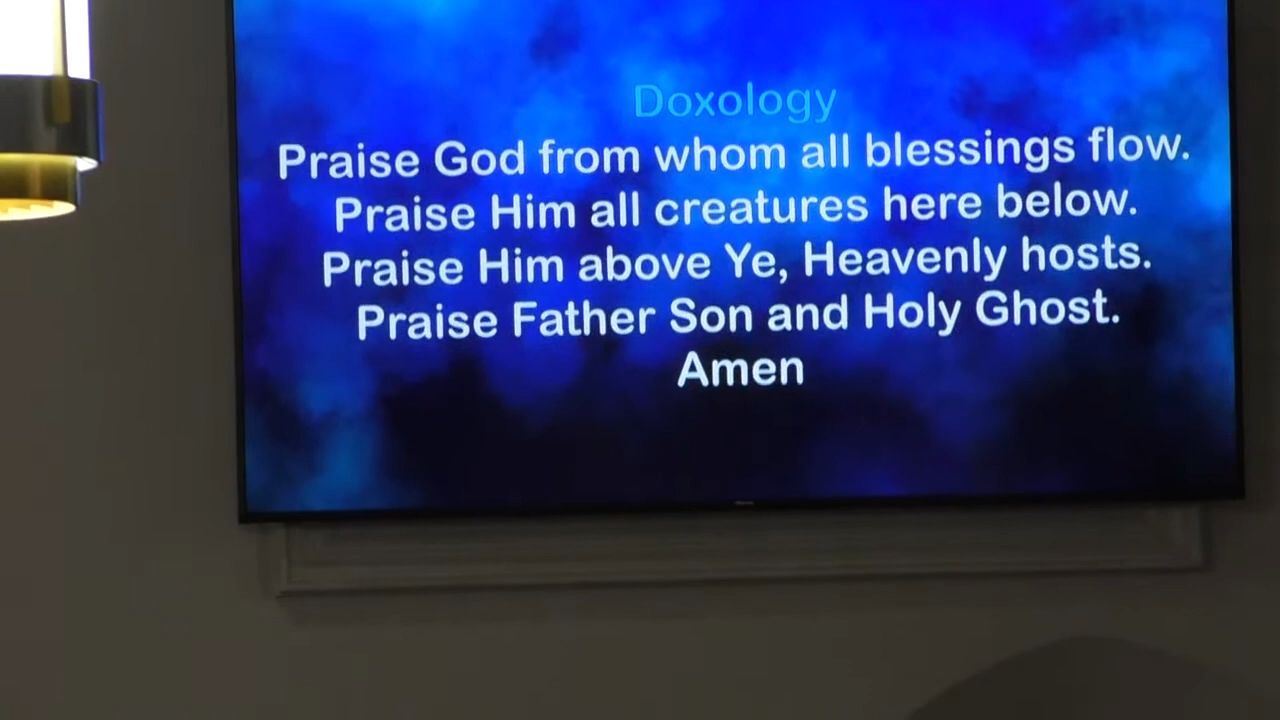 Doxology
Praise God from whom all blessings flow.
Praise Him all creatures here below.
Praise Him above Ye, Heavenly hosts.
Praise Father Son and Holy Ghost.
Amen